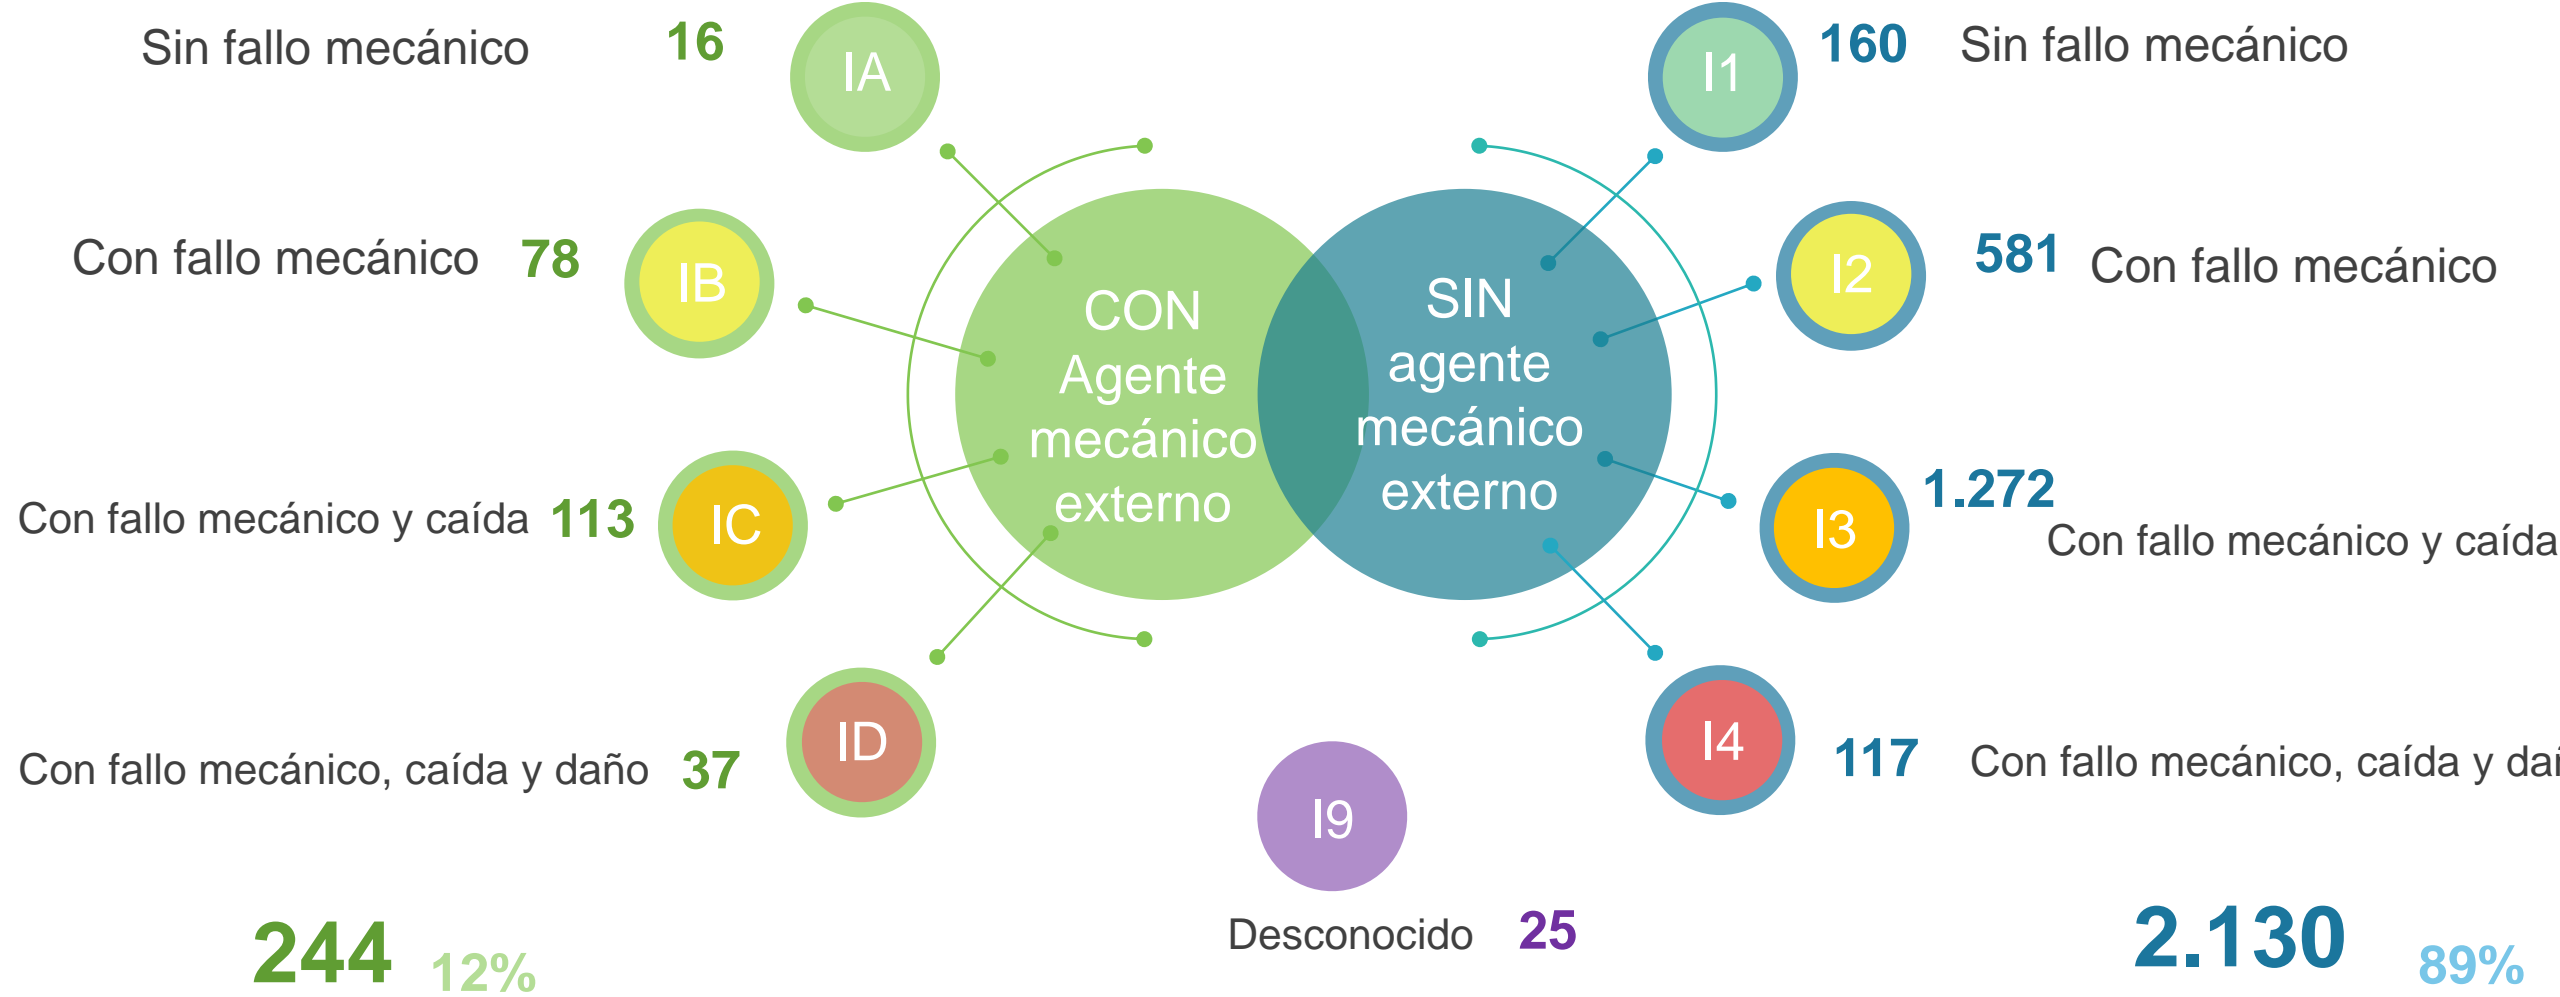 Sin fallo mecánico 16 IA
Con fallo mecánico 78 IB
Con fallo mecánico y caída 113 IC
Con fallo mecánico, caída y daño 37 ID
244 12%
CON
Agente
mecánico
externo
SIN
agente
mecánico
externo
I1 160 Sin fallo mecánico
I2 581 Con fallo mecánico
I3 1.272
Con fallo mecánico y caída
I4 117 Con fallo mecánico, caída y
I9
Desconocido 25
2.130 89%